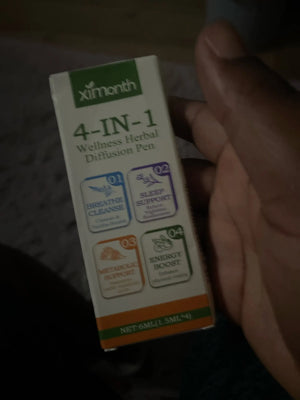 ximonth
4-IN-1
Wellness Herbal
Diffusion Pen
01
BREATHE
CLEANSE
02
SLEEP
SUPPORT
03
METABOLIC
SUPPORT
04
ENERGY
BOOST
NET:6ML(1.5ML*4)